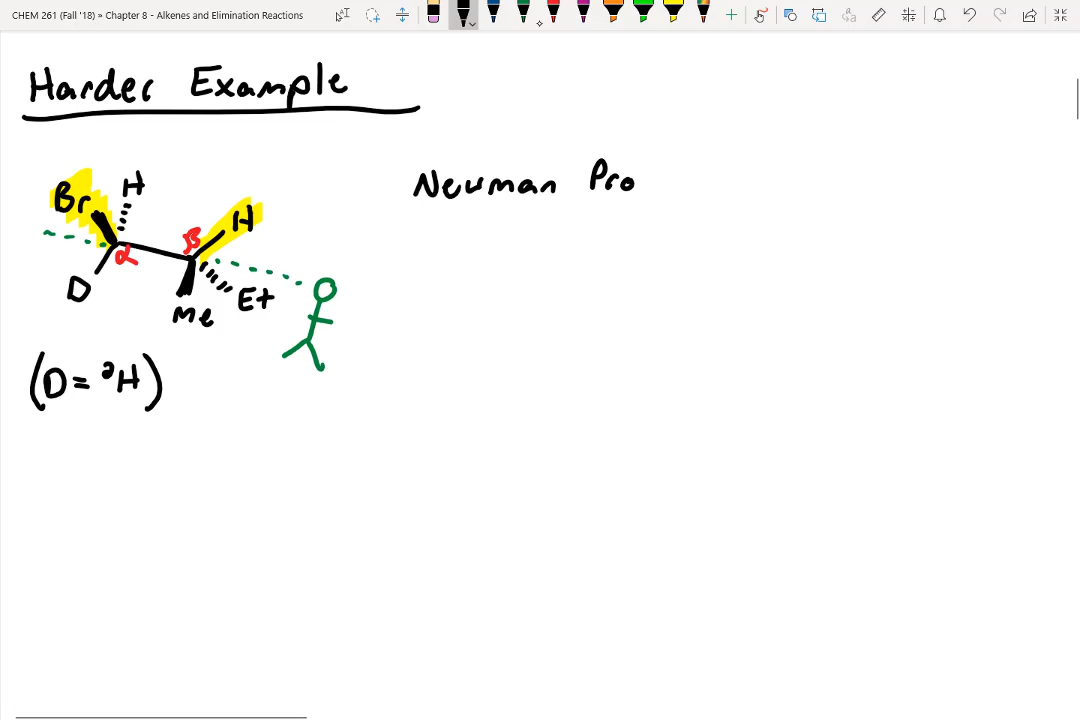 CHEM 261 (Fall '18) » Chapter 8 - Alkenes and Elimination Reactions
Harder Example
Newman Pro
Br H
H
β
α
D
Et
Me
(D = ²H)